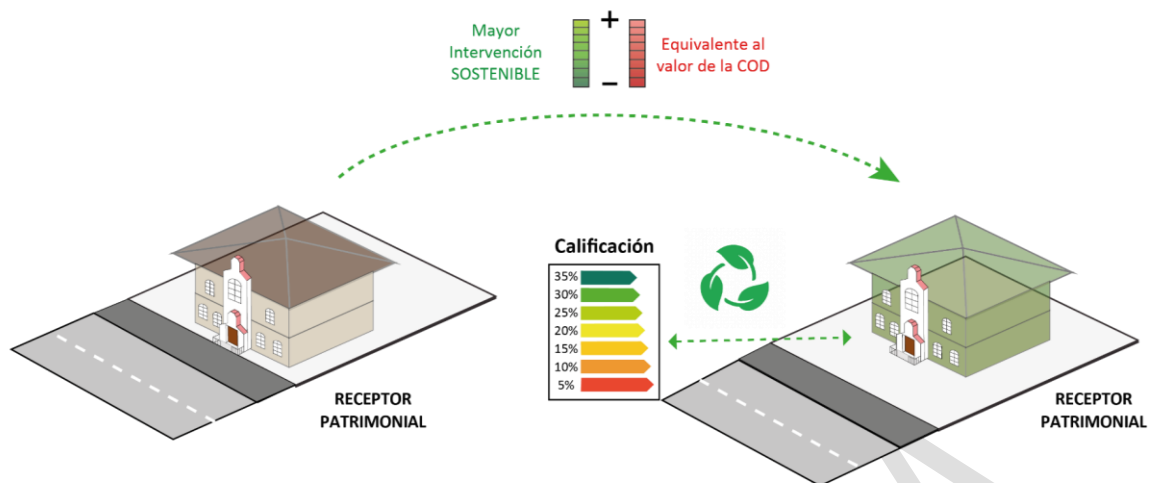 Mayor
Intervención
SOSTENIBLE
+
–
Equivalente al
valor de la COD
Calificación
35%
30%
25%
20%
15%
10%
5%
RECEPTOR
PATRIMONIAL
RECEPTOR
PATRIMONIAL